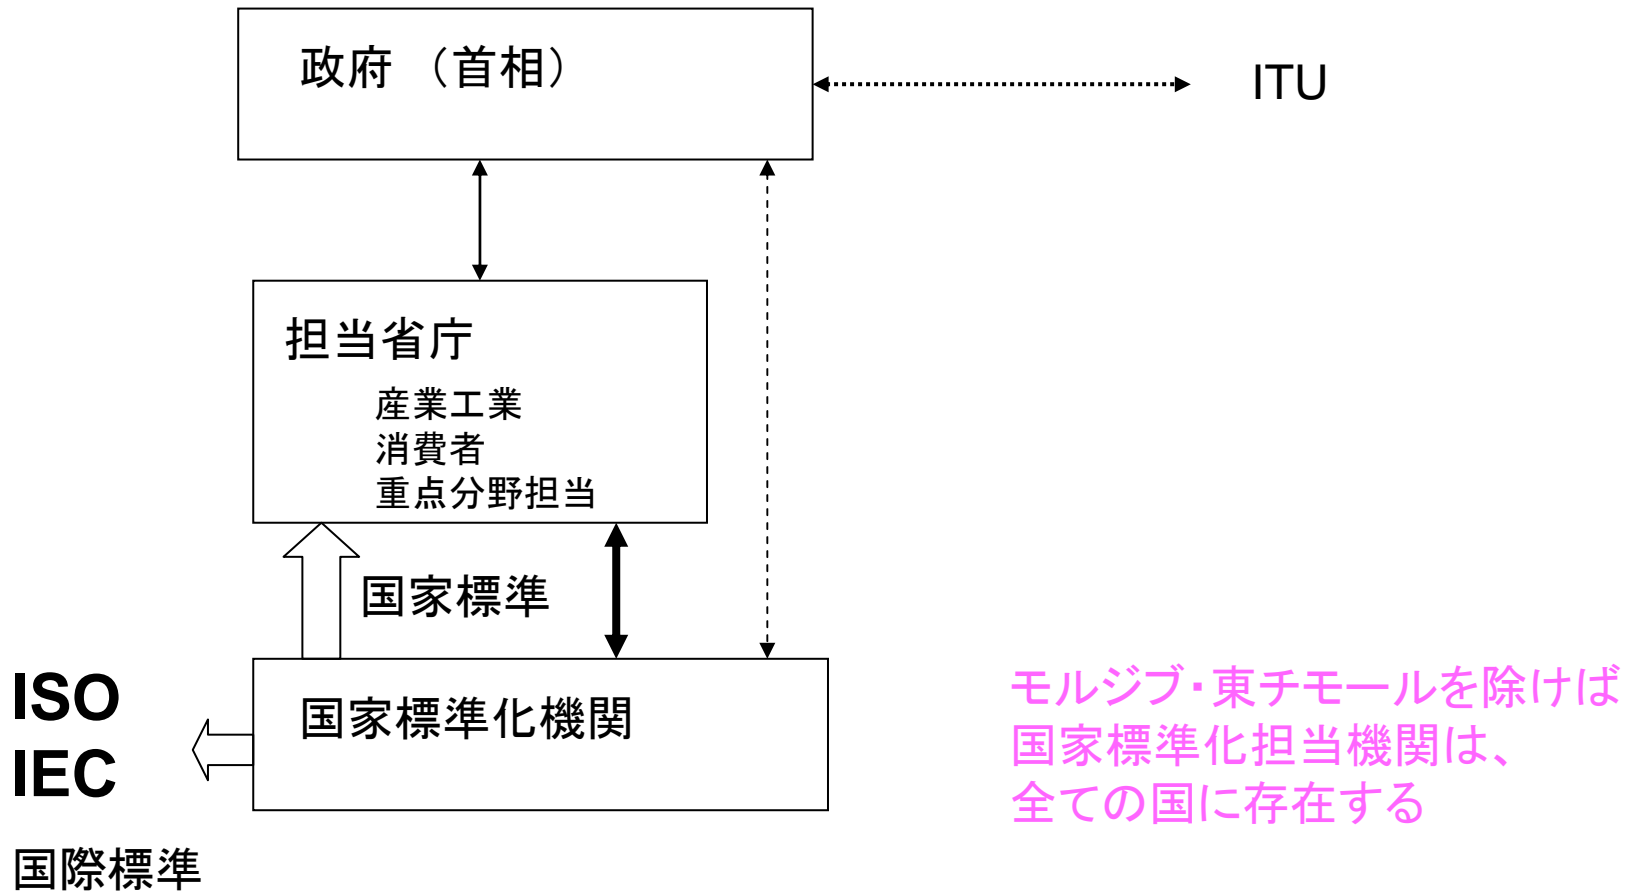 政府 （首相）
ITU
担当省庁
産業工業
消費者
重点分野担当
国家標準
国家標準化機関
ISO
IEC
国際標準
モルジブ・東チモールを除けば
国家標準化担当機関は、
全ての国に存在する